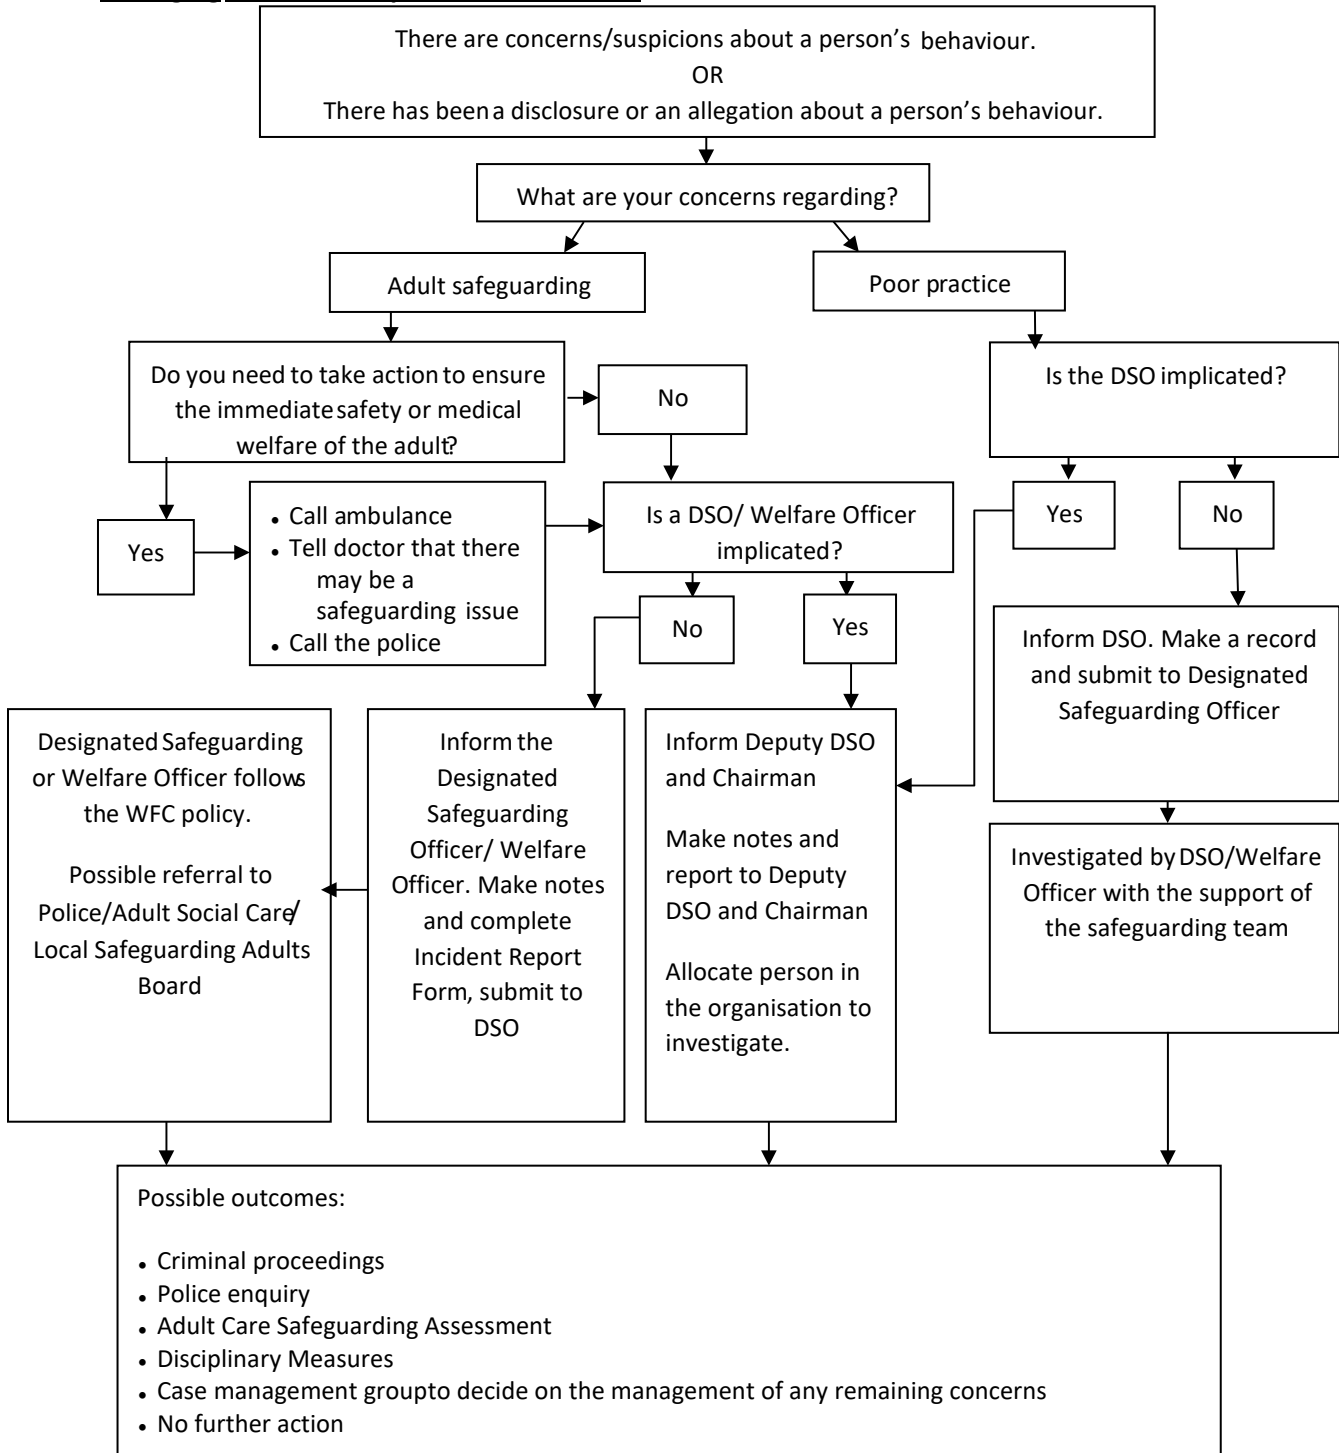 There are concerns/suspicions about a person's behaviour.
OR
There has been a disclosure or an allegation about a person's behaviour.
What are your concerns regarding?
Adult safeguarding
Poor practice
Do you need to take action to ensure
the immediate safety or medical
welfare of the adult?
No
Is the DSO implicated?
Yes
• Call ambulance
• Tell doctor that there
may be a
safeguarding issue
• Call the police
Is a DSO/ Welfare Officer
implicated?
Yes
No
No
Yes
Inform DSO. Make a record
and submit to Designated
Safeguarding Officer
Designated Safeguarding
or Welfare Officer follows
the WFC policy.
Possible referral to
Police/Adult Social Care/
Local Safeguarding Adults
Board
Inform the
Designated
Safeguarding
Officer/ Welfare
Officer. Make notes
and complete
Incident Report
Form, submit to
DSO
Inform Deputy DSO
and Chairman
Make notes and
report to Deputy
DSO and Chairman
Allocate person in
the organisation to
investigate.
Investigated by DSO/Welfare
Officer with the support of
the safeguarding team
Possible outcomes:
• Criminal proceedings
• Police enquiry
• Adult Care Safeguarding Assessment
• Disciplinary Measures
• Case management groupto decide on the management of any remaining concerns
• No further action